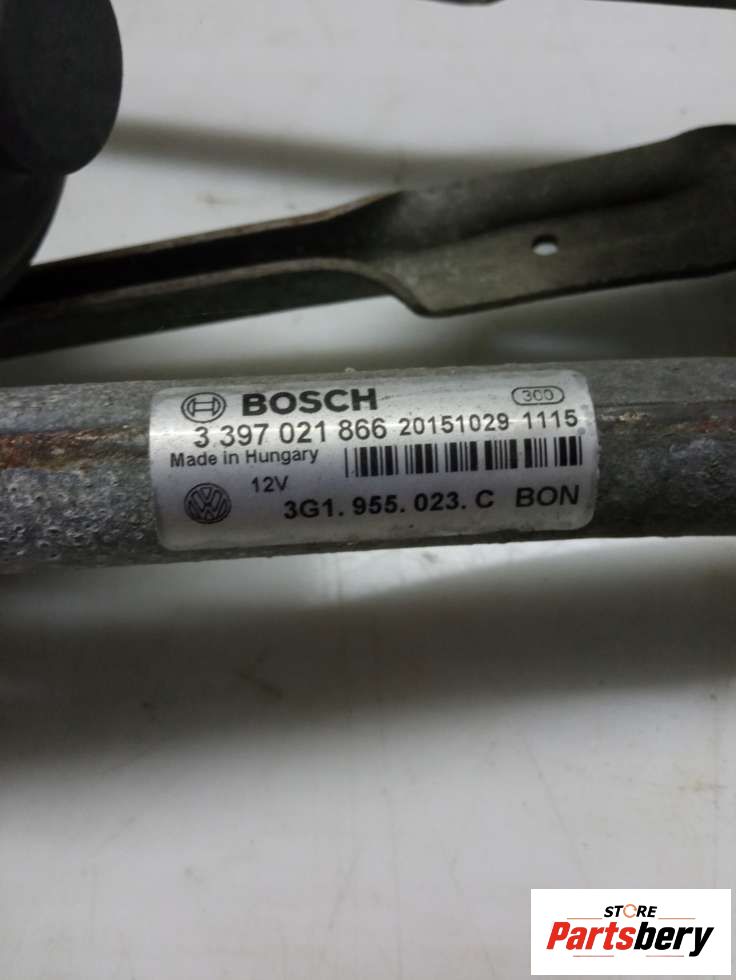 BOSCH 300
3 397 021 866 20151029 1115
Made in Hungary
12V
3G1. 955. 023. C BON
STORE
Partsbery